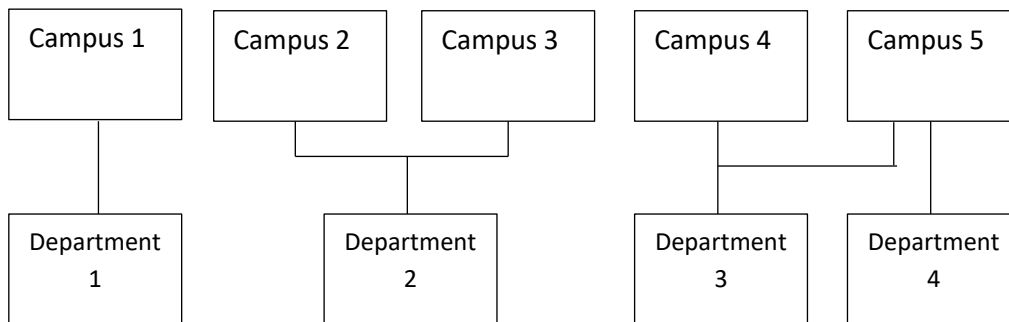 Campus 1
Campus 2
Campus 3
Campus 4
Campus 5
Department
1
Department
2
Department
3
Department
4